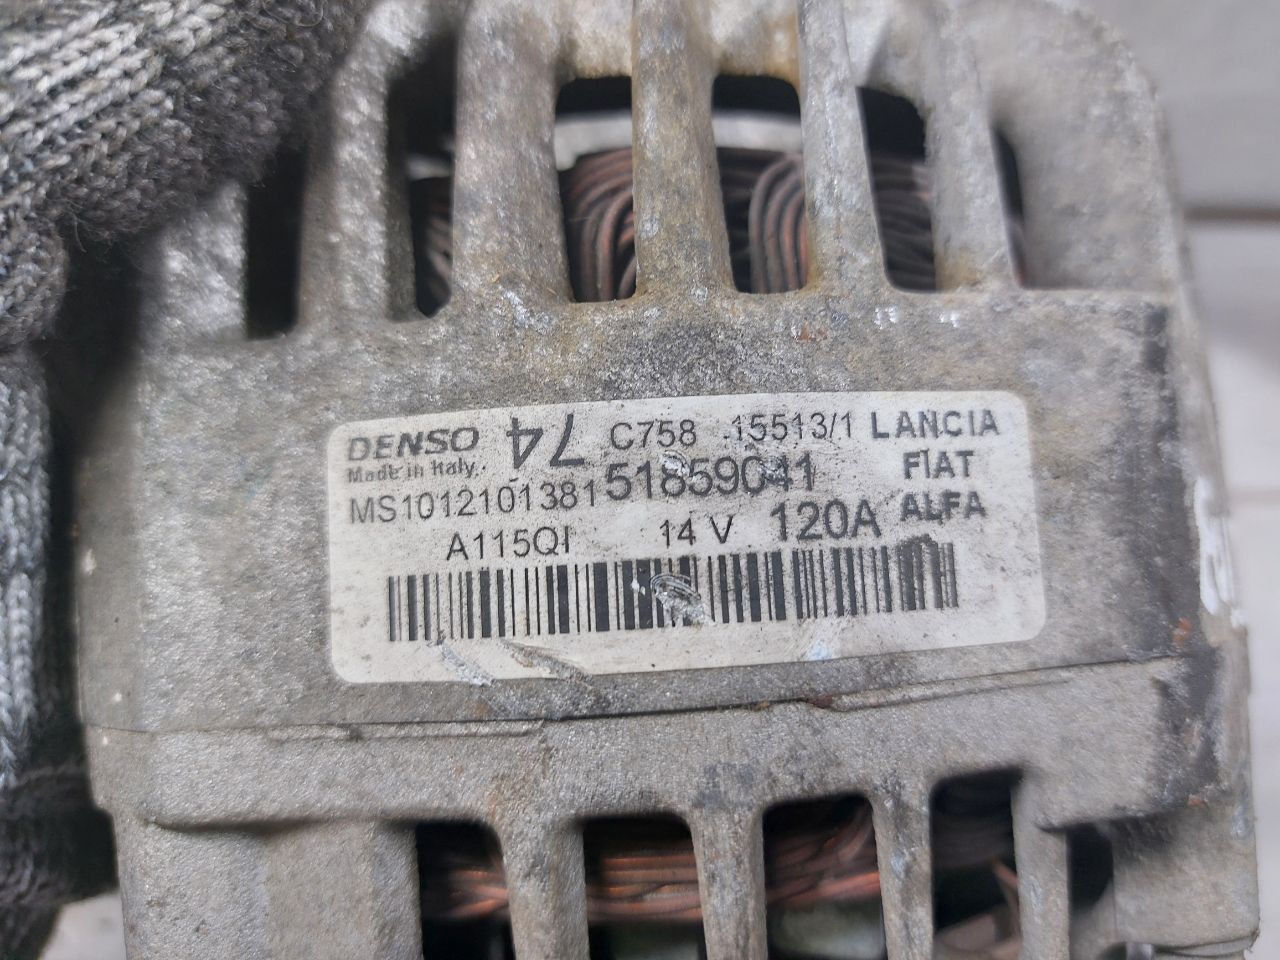 DENSO 74 C758 15513/1 LANCIA
Made in Italy. FIAT
MS1012101381 51859041 ALFA
A115QI 14 V 120A